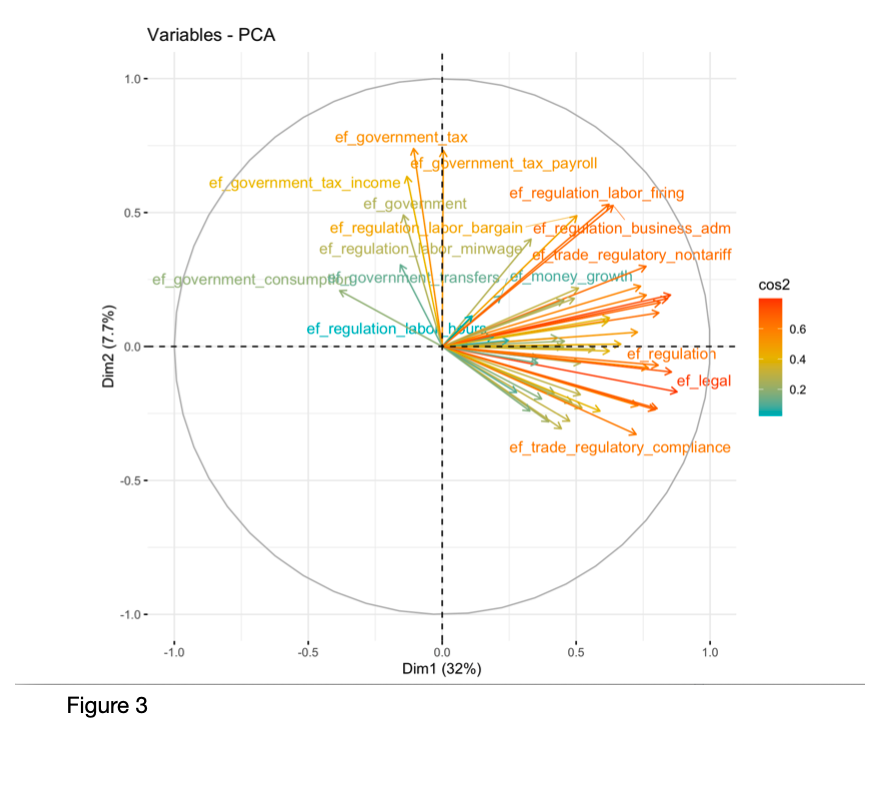 Variables - PCA
1.0
ef_government_tax
ef_government_tax_payroll
ef_government_tax_income
ef_regulation_labor_firing
ef_government
0.5
ef_regulation_labor_bargain
ef_regulation_business_adm
ef_regulation_labor_minwage
ef_trade_regulatory_nontariff
ef_government_consumption
ef_government_transfers
ef_money_growth
cos2
ef_regulation_labor_hours
0.6
0.4
0.2
Dim2 (7.7%)
0.0
ef_regulation
ef_legal
ef_trade_regulatory_compliance
-0.5
-1.0
-1.0 -0.5 0.0 0.5 1.0
Dim1 (32%)
Figure 3